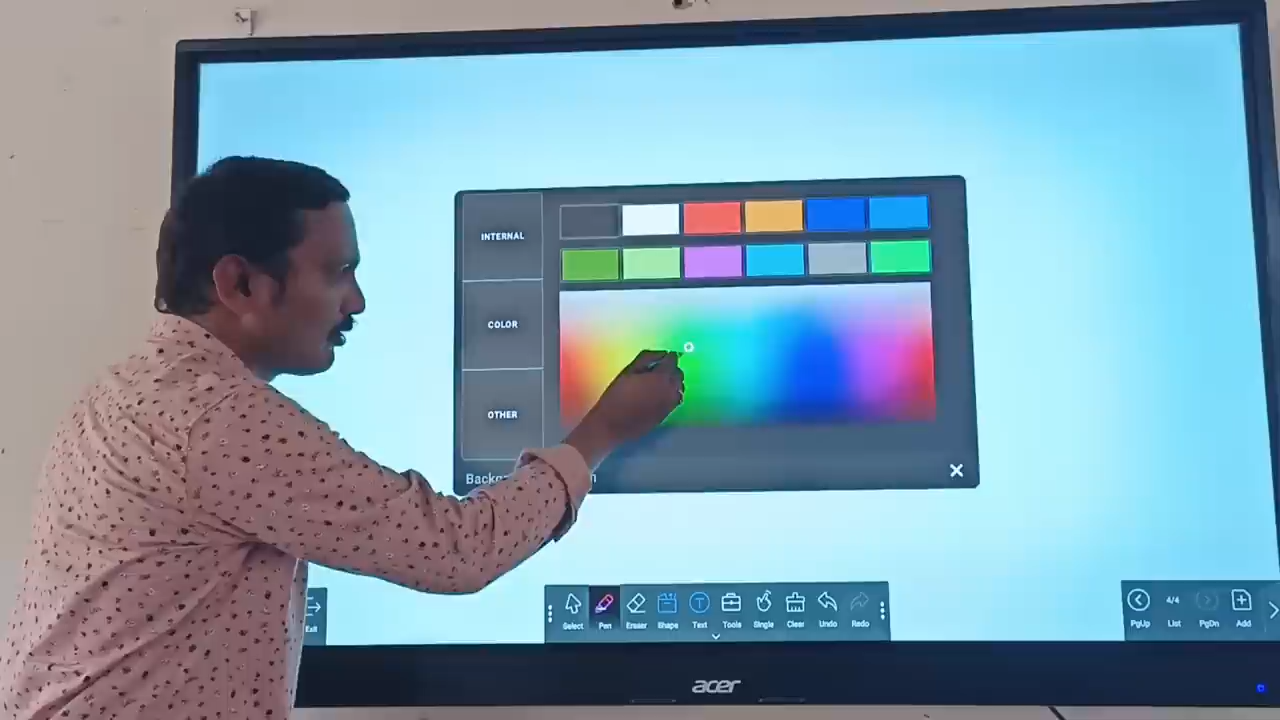 INTERNAL
COLOR
OTHER
Exit
Select
Pen
Eraser
Shape
Text
Tools
Single
Clear
Undo
Redo
PgUp
4/4
List
PgDn
Add
acer